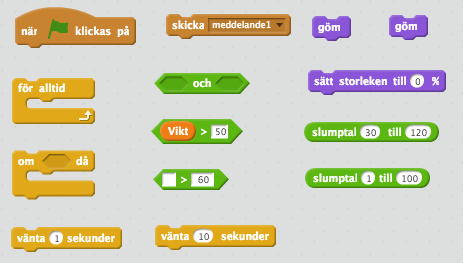 när klickas på
skicka meddelande1
göm
göm
för alltid
och
sätt storleken till 0 %
Vikt > 50
slumptal 30 till 120
om då
> 60
slumptal 1 till 100
vänta 1 sekunder
vänta 10 sekunder